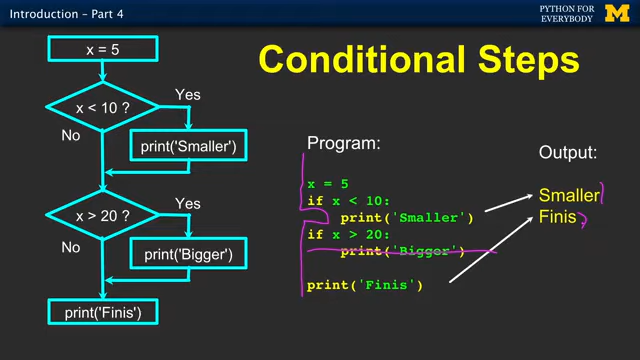 Introduction – Part 4
PYTHON FOR
EVERYBODY
M
Conditional Steps
x = 5
x < 10 ?
Yes
No
print('Smaller')
x > 20 ?
Yes
No
print('Bigger')
print('Finis')
Program:
x = 5
if x < 10:
print('Smaller')
if x > 20:
print('Bigger')
print('Finis')
Output:
Smaller
Finis